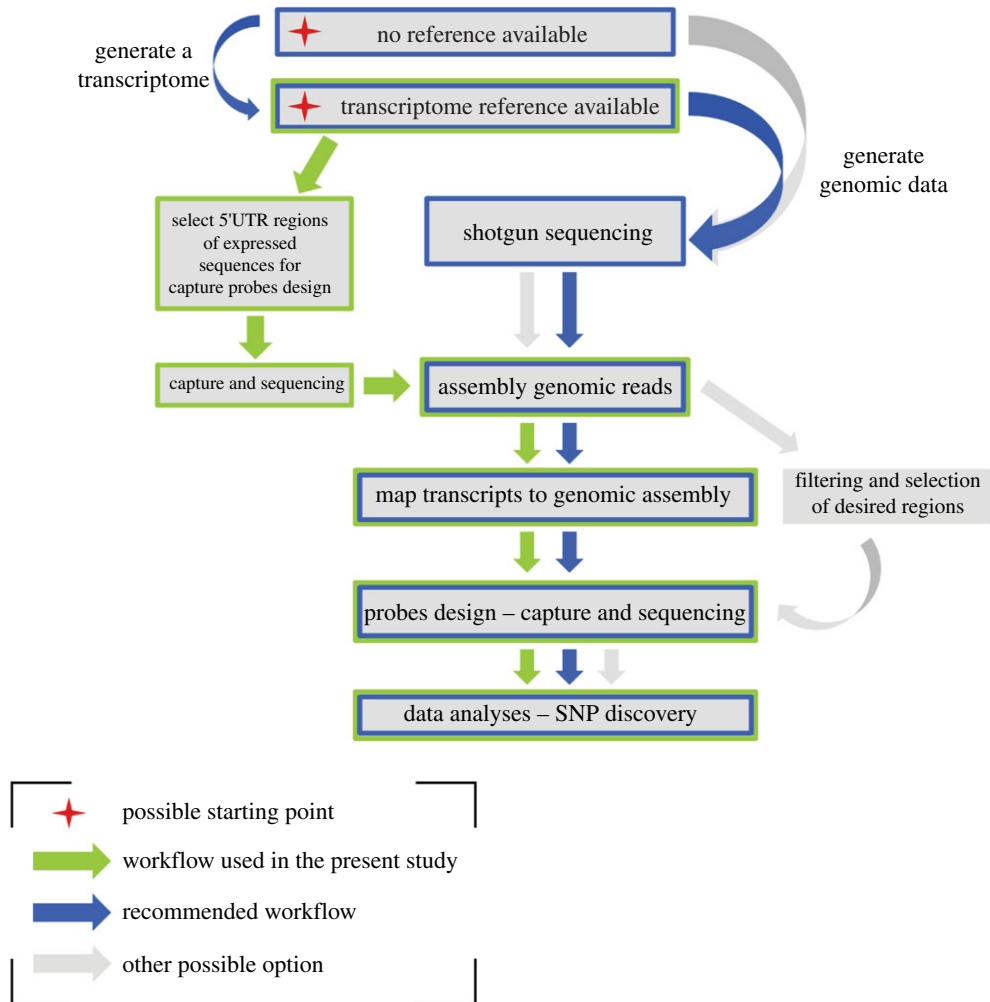 no reference available
generate a
transcriptome
transcriptome reference available
generate
genomic data
select 5'UTR regions
of expressed
sequences for
capture probes design
shotgun sequencing
capture and sequencing
assembly genomic reads
map transcripts to genomic assembly
filtering and selection
of desired regions
probes design – capture and sequencing
data analyses – SNP discovery
possible starting point
workflow used in the present study
recommended workflow
other possible option